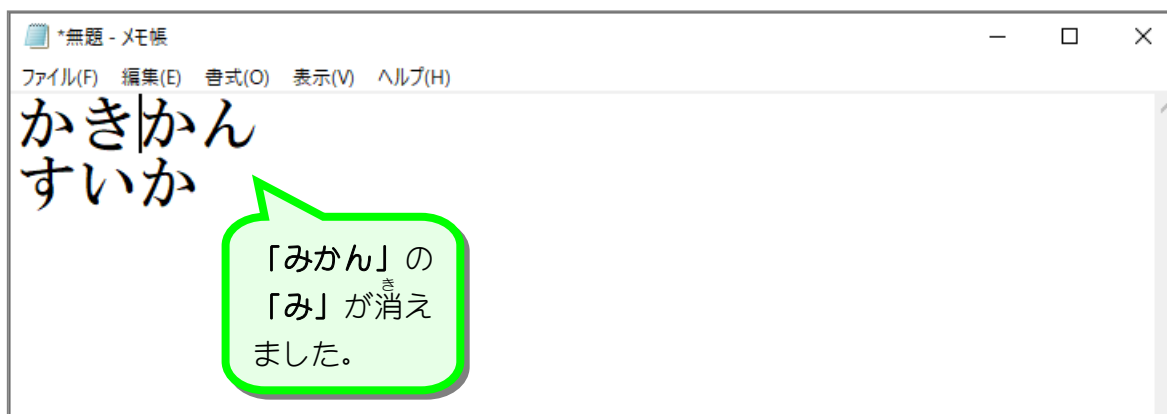 *無題 - メモ帳
ファイル(F) 編集(E) 書式(O) 表示(V) ヘルプ(H)
かきかん
すいか
「みかん」の
「み」が消え
ました。
き